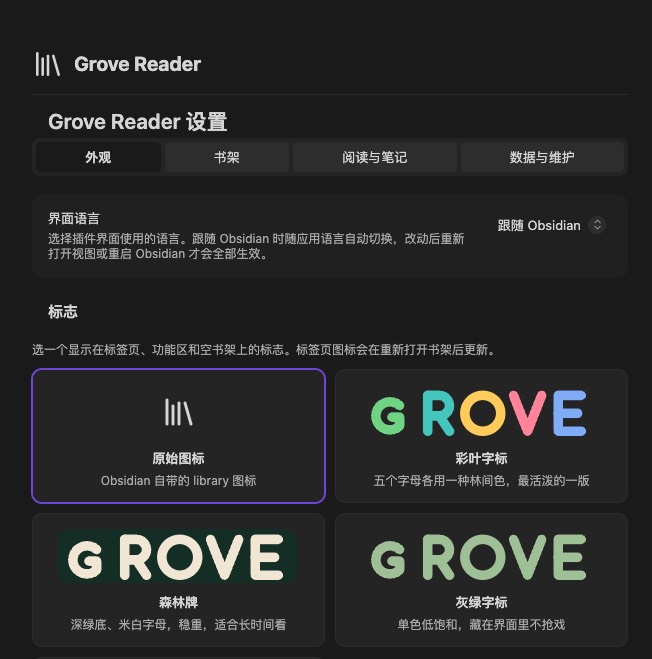 Grove Reader
Grove Reader 设置
外观 书架 阅读与笔记 数据与维护
界面语言
选择插件界面使用的语言。跟随 Obsidian 时随应用语言自动切换，改动后重新
打开视图或重启 Obsidian 才会全部生效。
跟随 Obsidian
标志
选一个显示在标签页、功能区和空书架上的标志。标签页图标会在重新打开书架后更新。
原始图标
Obsidian 自带的 library 图标
GROVE
彩叶字标
五个字母各用一种林间色，最活泼的一版
GROVE
森林牌
深绿底、米白字母，稳重，适合长时间看
GROVE
灰绿字标
单色低饱和，藏在界面里不抢戏